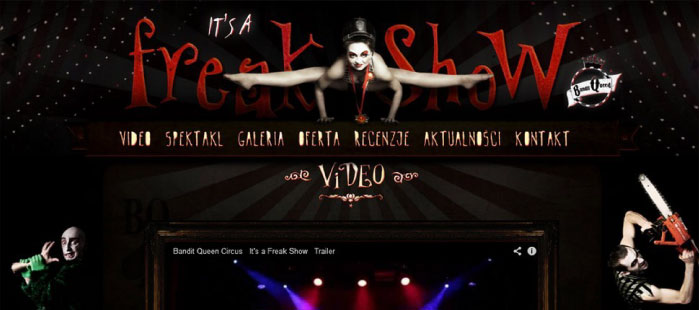 IT'S A
freak Show
Bandit Queen
VIDEO SPEKTAKL GALERIA OFERTA RECENZJE AKTUALNOŚCI KONTAKT
ViDEO
BQ
Bandit Queen Circus It's a Freak Show Trailer